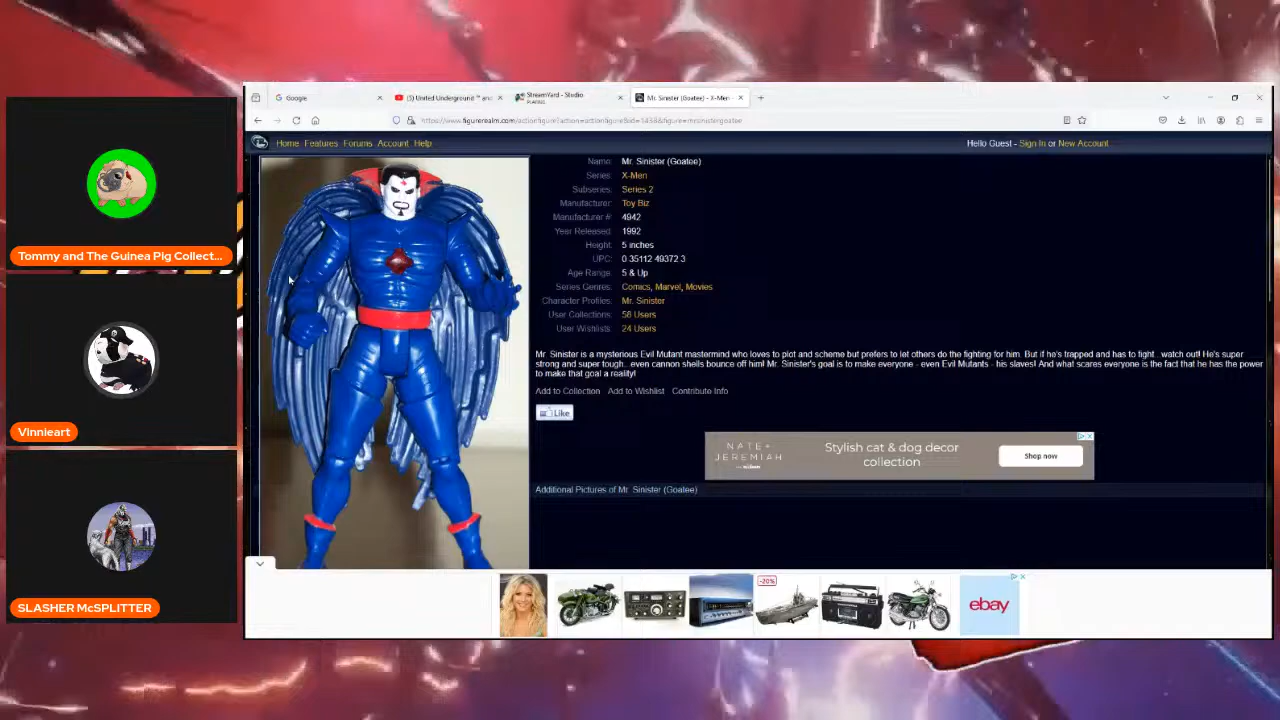 Tommy and The Guinea Pig Collect...
Vinnieart
SLASHER McSPLITTER
Google
(5) United Underground ™ an
StreamYard - Studio
Mr. Sinister (Goatee) - X-Men
Home Features Forums Account Help
Hello Guest - Sign In or New Account
Name: Mr. Sinister (Goatee)
Series: X-Men
Subseries: Series 2
Manufacturer: Toy Biz
Manufacturer #: 4942
Year Released: 1992
Height: 5 inches
UPC: 0 35112 49372 3
Age Range: 5 & Up
Series Genres: Comics, Marvel, Movies
Character Profiles: Mr. Sinister
User Collections: 58 Users
User Wishlists: 24 Users
Mr. Sinister is a mysterious Evil Mutant mastermind who loves to plot and scheme but prefers to let others do the fighting for him. But if he's trapped and has to fight...watch out! He's super
strong and super tough...even cannon shells bounce off him! Mr. Sinister's goal is to make everyone - even Evil Mutants - his slaves! And what scares everyone is the fact that he has the power
to make that goal a reality!
Add to Collection Add to Wishlist Contribute Info
Like
NATE+
JEREMIAH
Stylish cat & dog decor
collection
Shop now
Additional Pictures of Mr. Sinister (Goatee)
-20%
ebay